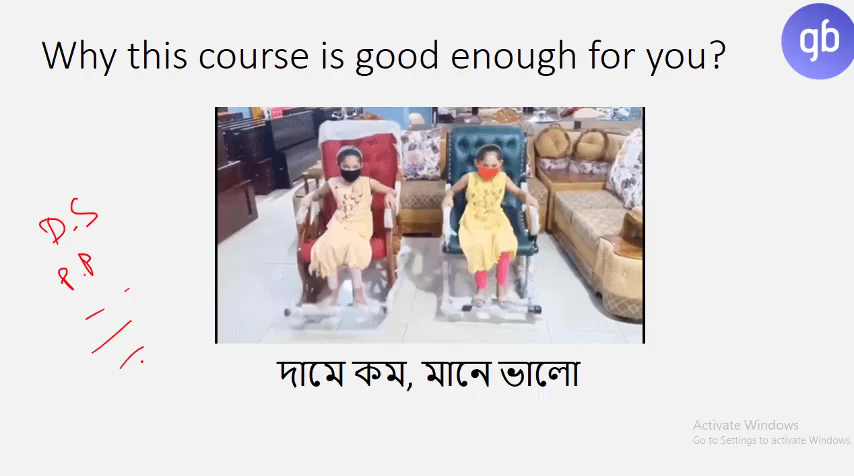 Why this course is good enough for you?
gb
D.S
P.P
দামে কম, মানে ভালো
Activate Windows
Go to Settings to activate Windows.